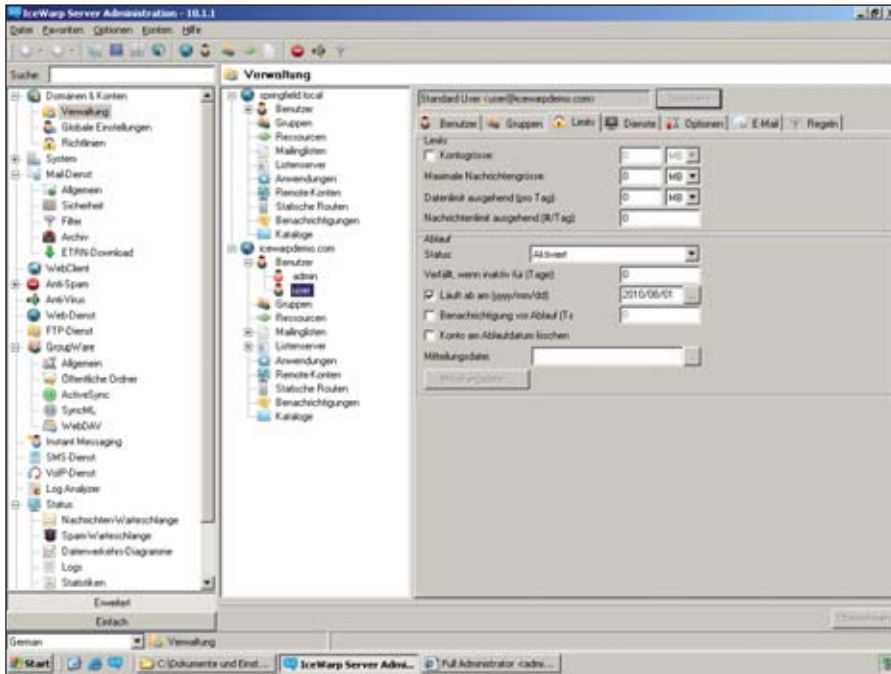 IceWarp Server Administration - 10.1.1
Datei Favoriten Optionen Konten Hilfe
Suche:
Domänen & Konten
Verwaltung
Globale Einstellungen
Richtlinien
System
Mail-Dienst
Allgemein
Sicherheit
Filter
Archiv
ETRN-Download
WebClient
Anti-Spam
Anti-Virus
Web-Dienst
FTP-Dienst
GroupWare
Allgemein
Öffentliche Ordner
ActiveSync
SyncML
WebDAV
Instant Messaging
SMS-Dienst
VoIP-Dienst
Log Analyzer
Status
Nachrichten-Warteschlange
Spam-Warteschlange
Datenverkehrs-Diagramme
Logs
Statistiken
Erweitert
Einfach
Verwaltung
springfield.local
Benutzer
Gruppen
Ressourcen
Mailinglisten
Listenserver
Anwendungen
Remote-Konten
Statische Routen
Benachrichtigungen
Kataloge
icewarpdemo.com
Benutzer
admin
user
Gruppen
Ressourcen
Mailinglisten
Listenserver
Anwendungen
Remote-Konten
Statische Routen
Benachrichtigungen
Kataloge
Standard User <user@icewarpdemo.com>
Benutzer Gruppen Limits Dienste Optionen E-Mail Regeln
Limits
Kontogrösse: 0 MB
Maximale Nachrichtengrösse: 0 MB
Datenlimit ausgehend (pro Tag): 0 MB
Nachrichtenlimit ausgehend (#/Tag): 0
Ablauf
Status: Aktiviert
Verfällt, wenn inaktiv für (Tage): 0
Läuft ab am (yyyy/mm/dd): 2010/06/01 ...
Benachrichtigung vor Ablauf (Ta 0
Konto am Ablaufdatum löschen
Mitteilungsdatei: ...
German
Verwaltung
Start
C:\Dokumente und Einst...
IceWarp Server Admi...
Full Administrator <admi...